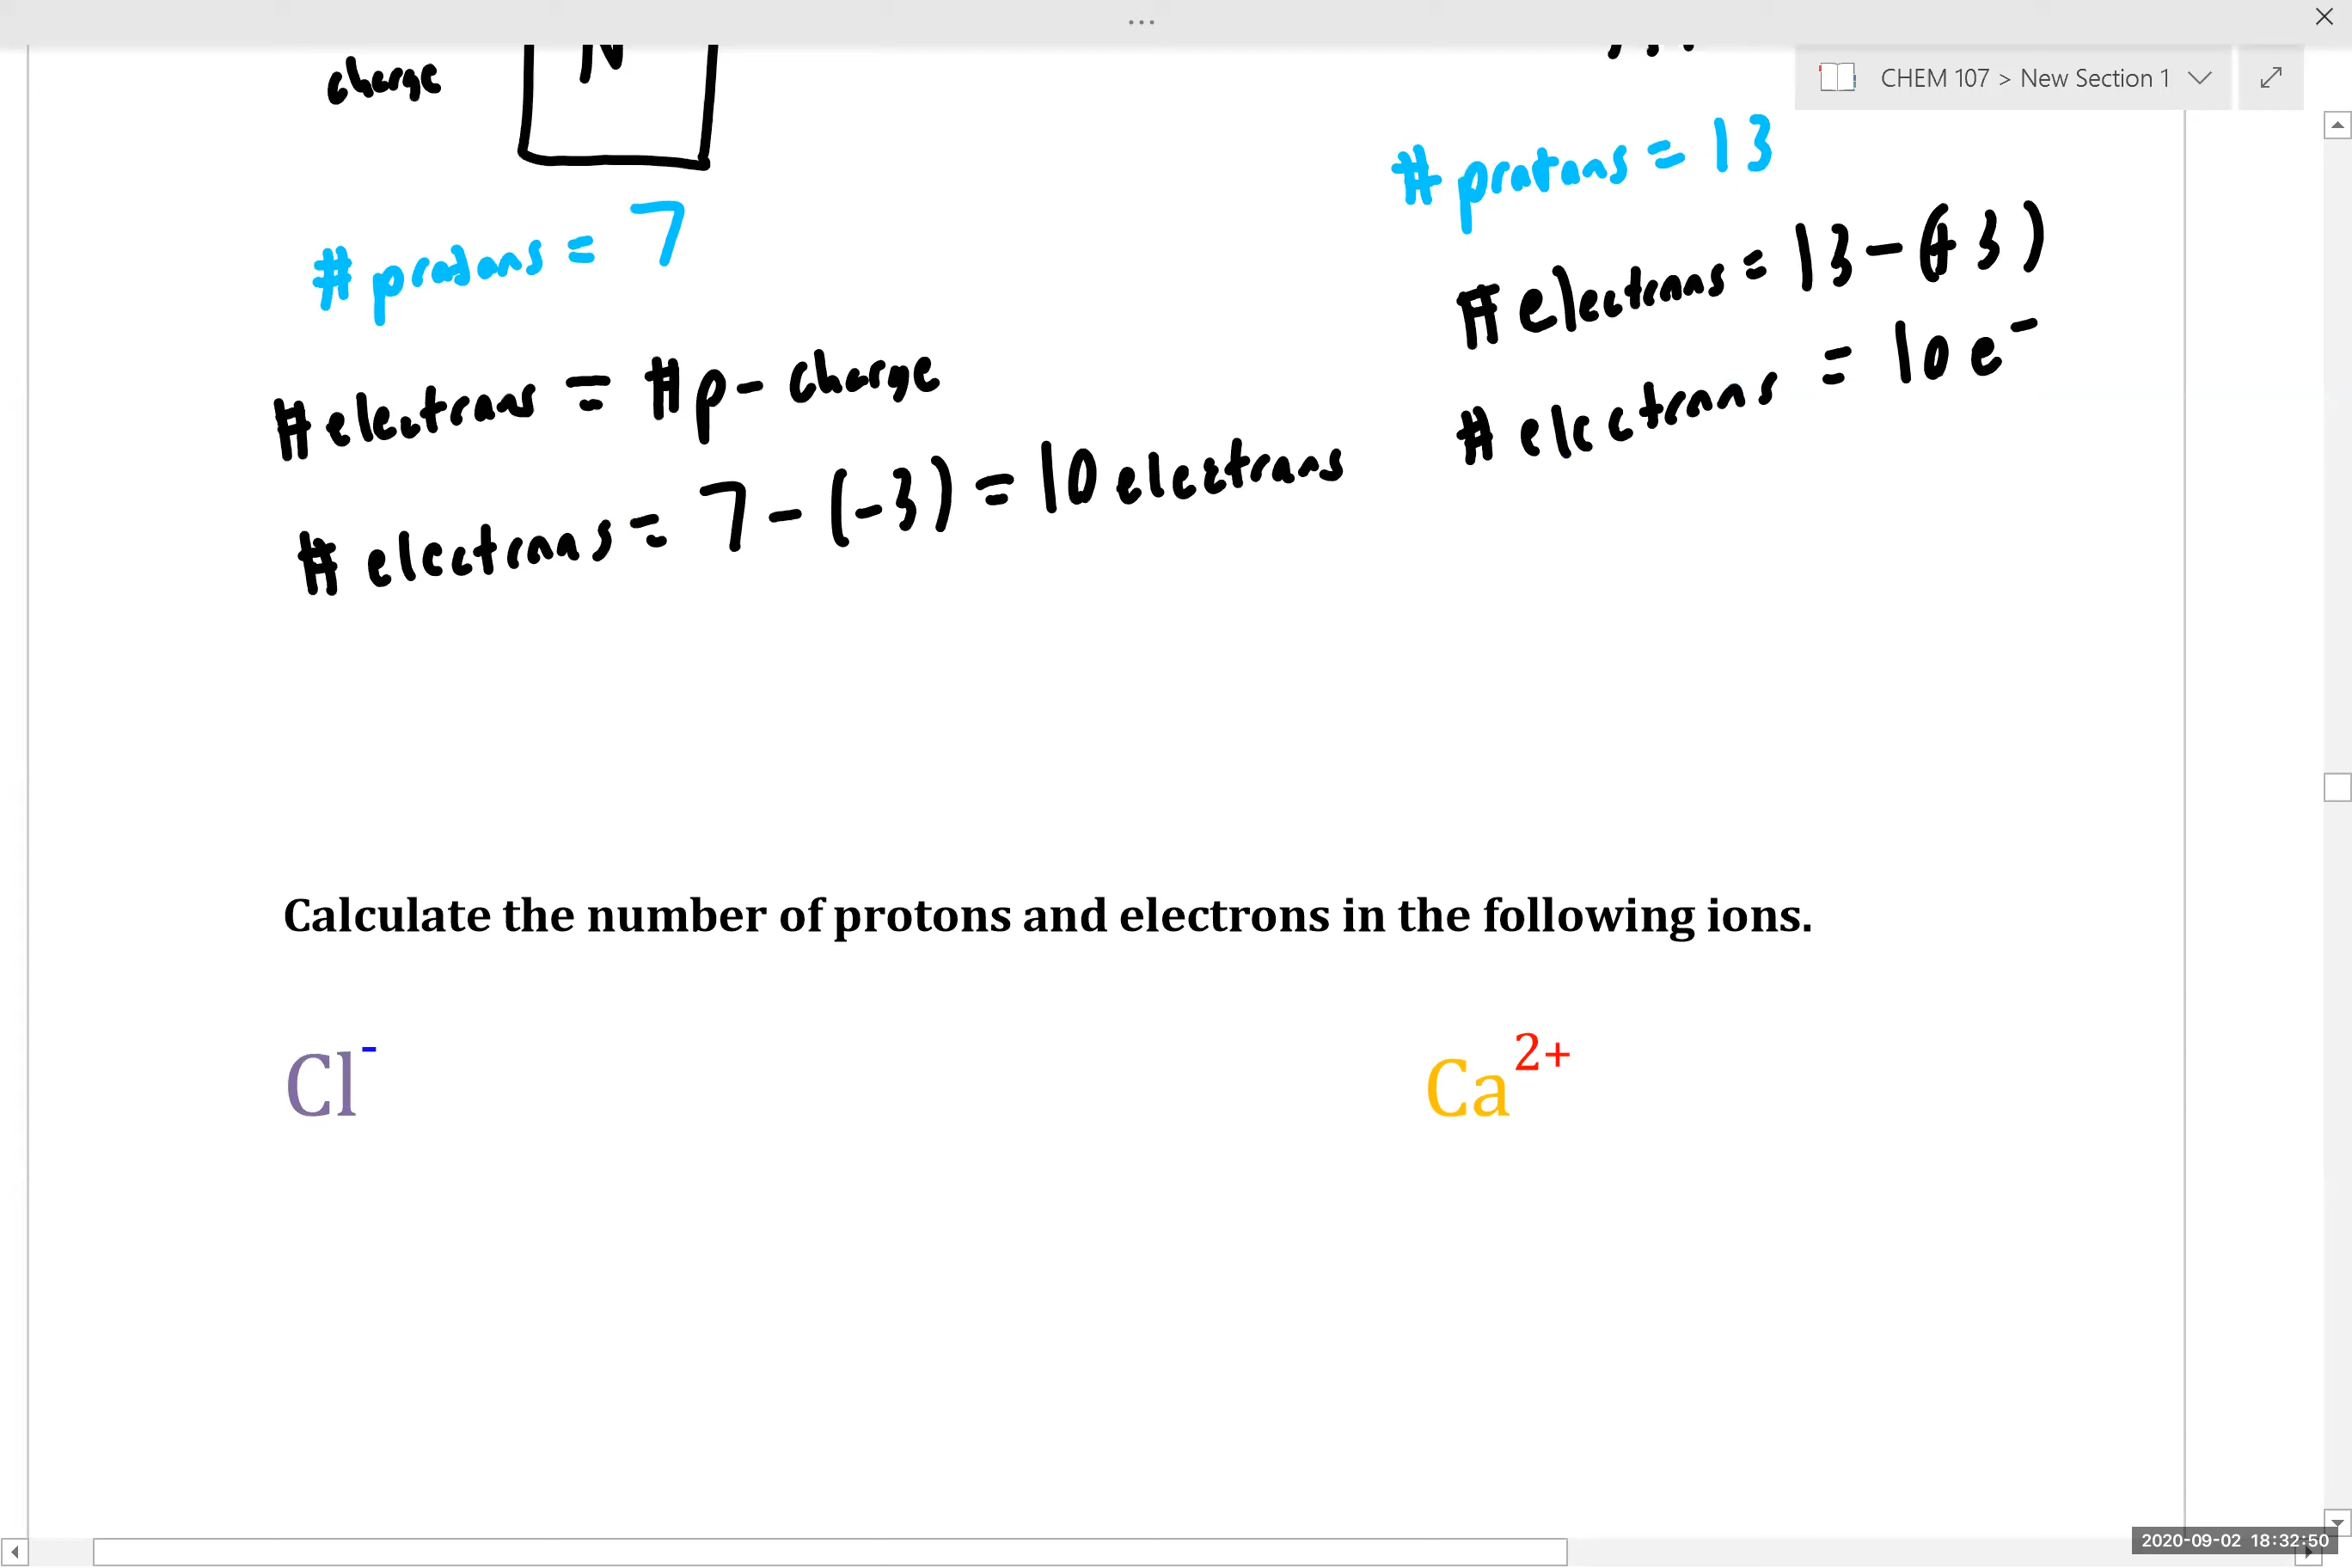 CHEM 107 > New Section 1
charge
N
# protons = 7
# electrons = # p - charge
# electrons = 7 - (-3) = 10 electrons
# protons = 13
# electrons = 13 - (+3)
# electrons = 10 e⁻
Calculate the number of protons and electrons in the following ions.
Cl⁻
Ca²⁺
2020-09-02 18:32:50